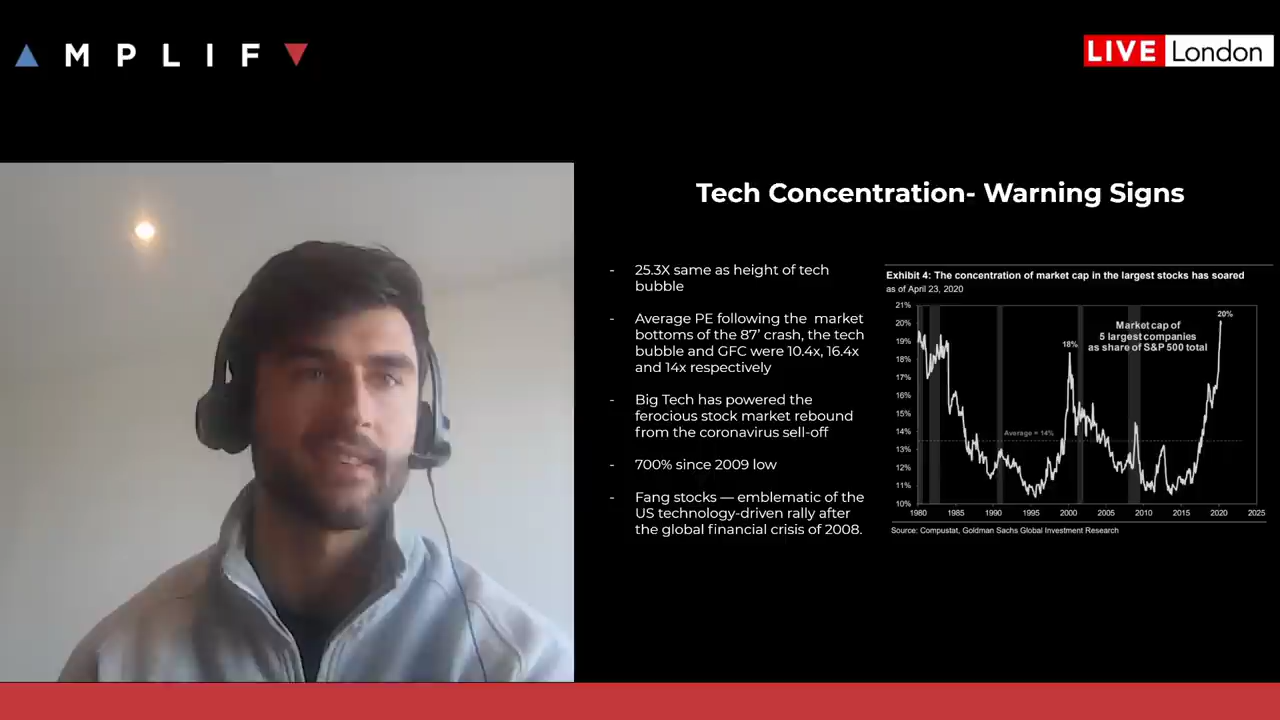 ▲ M P L I F ▼
LIVE London
Tech Concentration- Warning Signs
- 25.3X same as height of tech
bubble
- Average PE following the market
bottoms of the 87' crash, the tech
bubble and GFC were 10.4x, 16.4x
and 14x respectively
- Big Tech has powered the
ferocious stock market rebound
from the coronavirus sell-off
- 700% since 2009 low
- Fang stocks — emblematic of the
US technology-driven rally after
the global financial crisis of 2008.
Exhibit 4: The concentration of market cap in the largest stocks has soared
as of April 23, 2020
21%
20%
19%
18%
17%
16%
15%
14%
13%
12%
11%
10%
18%
20%
Market cap of
5 largest companies
as share of S&P 500 total
Average = 14%
1980 1985 1990 1995 2000 2005 2010 2015 2020 2025
Source: Compustat, Goldman Sachs Global Investment Research